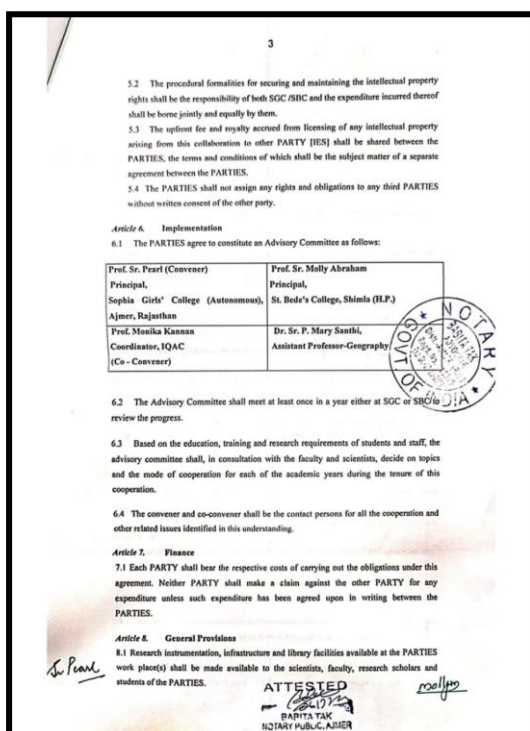 3
5.2 The procedural formalities for securing and maintaining the intellectual property
rights shall be the responsibility of both SGC /SBC and the expenditure incurred thereof
shall be borne jointly and equally by them.
5.3 The upfront fee and royalty accrued from licensing of any intellectual property
arising from this collaboration to other PARTY [IES] shall be shared between the
PARTIES, the terms and conditions of which shall be the subject matter of a separate
agreement between the PARTIES.
5.4 The PARTIES shall not assign any rights and obligations to any third PARTIES
without written consent of the other party.
Article 6. Implementation
6.1 The PARTIES agree to constitute an Advisory Committee as follows:
Prof. Sr. Pearl (Convener)
Principal,
Sophia Girls' College (Autonomous),
Ajmer, Rajasthan
Prof. Sr. Molly Abraham
Principal,
St. Bede's College, Shimla (H.P.)
Prof. Monika Kannan
Coordinator, IQAC
(Co - Convener)
Dr. Sr. P. Mary Santhi,
Assistant Professor-Geography
NOTARY
GOVT. OF INDIA
6.2 The Advisory Committee shall meet at least once in a year either at SGC or SBC to
review the progress.
6.3 Based on the education, training and research requirements of students and staff, the
advisory committee shall, in consultation with the faculty and scientists, decide on topics
and the mode of cooperation for each of the academic years during the tenure of this
cooperation.
6.4 The convener and co-convener shall be the contact persons for all the cooperation and
other related issues identified in this understanding.
Article 7. Finance
7.1 Each PARTY shall bear the respective costs of carrying out the obligations under this
agreement. Neither PARTY shall make a claim against the other PARTY for any
expenditure unless such expenditure has been agreed upon in writing between the
PARTIES.
Article 8. General Provisions
8.1 Research instrumentation, infrastructure and library facilities available at the PARTIES
work place(s) shall be made available to the scientists, faculty, research scholars and
students of the PARTIES.
Sr Pearl
ATTESTED
BAPITA TAK
NOTARY PUBLIC, AJMER